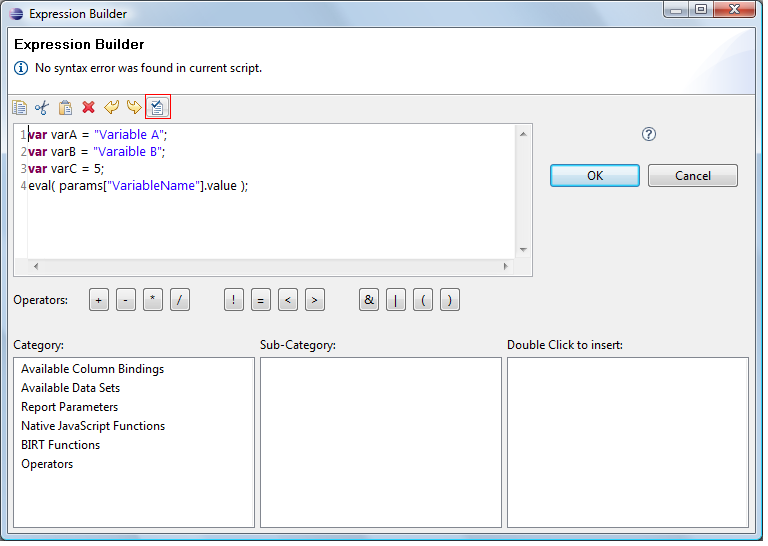 Expression Builder
Expression Builder
No syntax error was found in current script.
1 var varA = "Variable A";
2 var varB = "Varaible B";
3 var varC = 5;
4 eval( params["VariableName"].value );
OK
Cancel
Operators: + - * / ! = < > & | ( )
Category: Sub-Category: Double Click to insert:
Available Column Bindings
Available Data Sets
Report Parameters
Native JavaScript Functions
BIRT Functions
Operators